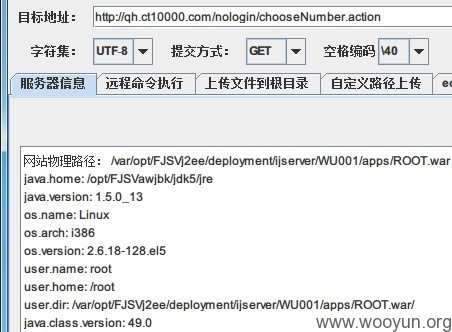 目标地址： http://qh.ct10000.com/nologin/chooseNumber.action
字符集： UTF-8 提交方式： GET 空格编码 \40
服务器信息 远程命令执行 上传文件到根目录 自定义路径上传
网站物理路径： /var/opt/FJSVj2ee/deployment/ijserver/WU001/apps/ROOT.war
java.home: /opt/FJSVawjbk/jdk5/jre
java.version: 1.5.0_13
os.name: Linux
os.arch: i386
os.version: 2.6.18-128.el5
user.name: root
user.home: /root
user.dir: /var/opt/FJSVj2ee/deployment/ijserver/WU001/apps/ROOT.war/
java.class.version: 49.0
www.wooyun.org